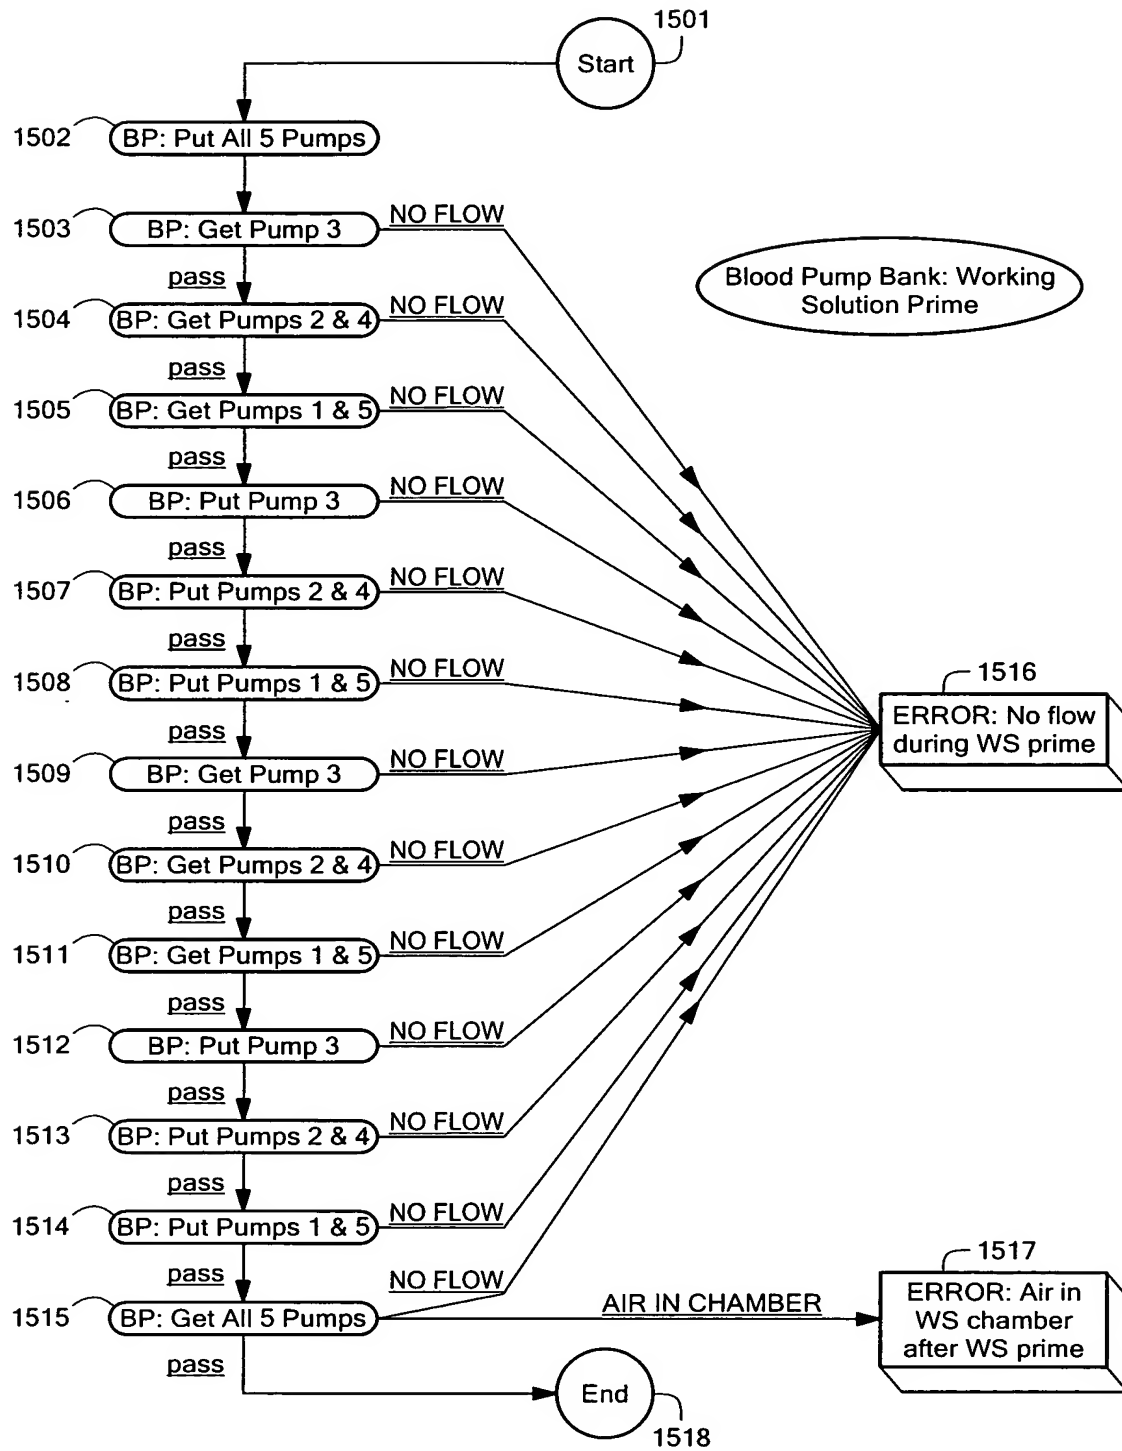 1501
Start
1502
BP: Put All 5 Pumps
1503
BP: Get Pump 3
NO FLOW
Blood Pump Bank: Working
Solution Prime
pass
1504
BP: Get Pumps 2 & 4
NO FLOW
pass
1505
BP: Get Pumps 1 & 5
NO FLOW
pass
1506
BP: Put Pump 3
NO FLOW
pass
1507
BP: Put Pumps 2 & 4
NO FLOW
pass
1508
BP: Put Pumps 1 & 5
NO FLOW
1516
ERROR: No flow
during WS prime
pass
1509
BP: Get Pump 3
NO FLOW
pass
1510
BP: Get Pumps 2 & 4
NO FLOW
pass
1511
BP: Get Pumps 1 & 5
NO FLOW
pass
1512
BP: Put Pump 3
NO FLOW
pass
1513
BP: Put Pumps 2 & 4
NO FLOW
pass
1514
BP: Put Pumps 1 & 5
NO FLOW
pass
1515
BP: Get All 5 Pumps
NO FLOW
AIR IN CHAMBER
1517
ERROR: Air in
WS chamber
after WS prime
pass
End
1518